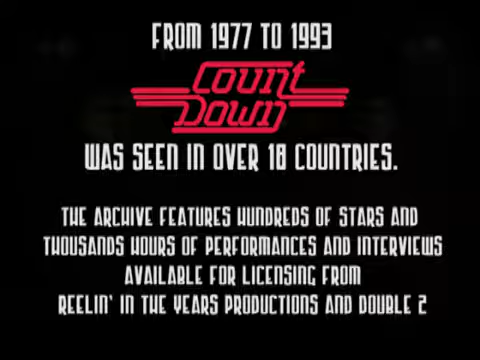 FROM 1977 TO 1993
Count
Down
WAS SEEN IN OVER 18 COUNTRIES.
THE ARCHIVE FEATURES HUNDREDS OF STARS AND
THOUSANDS HOURS OF PERFORMANCES AND INTERVIEWS
AVAILABLE FOR LICENSING FROM
REELIN' IN THE YEARS PRODUCTIONS AND DOUBLE 2